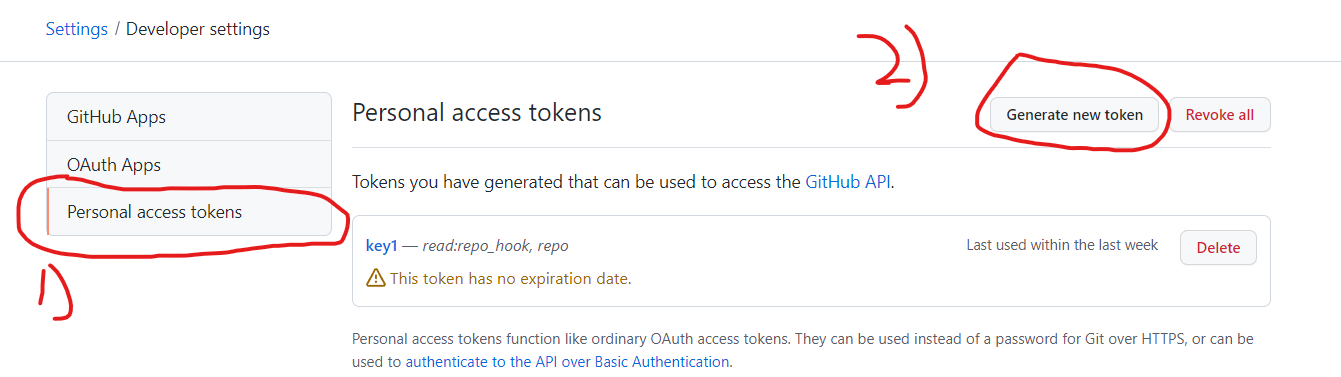 Settings / Developer settings
2)
GitHub Apps
OAuth Apps
Personal access tokens
1)
Personal access tokens
Generate new token
Revoke all
Tokens you have generated that can be used to access the GitHub API.
key1 — read:repo_hook, repo
Last used within the last week
Delete
This token has no expiration date.
Personal access tokens function like ordinary OAuth access tokens. They can be used instead of a password for Git over HTTPS, or can be
used to authenticate to the API over Basic Authentication.